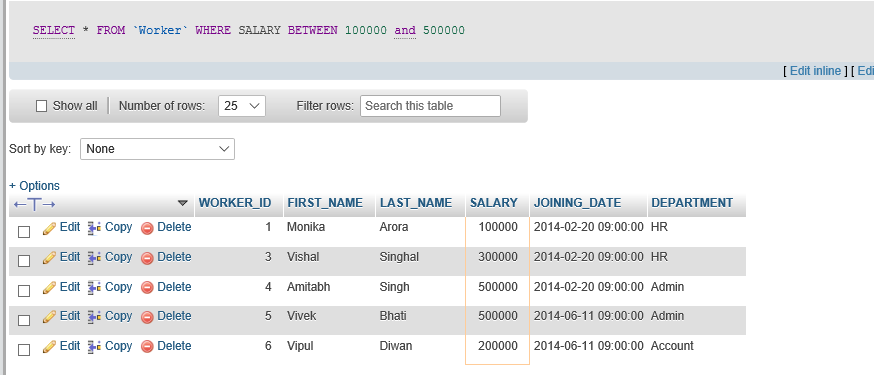 SELECT * FROM `Worker` WHERE SALARY BETWEEN 100000 and 500000
[ Edit inline ] [ Edi
Show all Number of rows: 25 Filter rows: Search this table
Sort by key: None
+ Options
←T→ WORKER_ID FIRST_NAME LAST_NAME SALARY JOINING_DATE DEPARTMENT
Edit Copy Delete 1 Monika Arora 100000 2014-02-20 09:00:00 HR
Edit Copy Delete 3 Vishal Singhal 300000 2014-02-20 09:00:00 HR
Edit Copy Delete 4 Amitabh Singh 500000 2014-02-20 09:00:00 Admin
Edit Copy Delete 5 Vivek Bhati 500000 2014-06-11 09:00:00 Admin
Edit Copy Delete 6 Vipul Diwan 200000 2014-06-11 09:00:00 Account